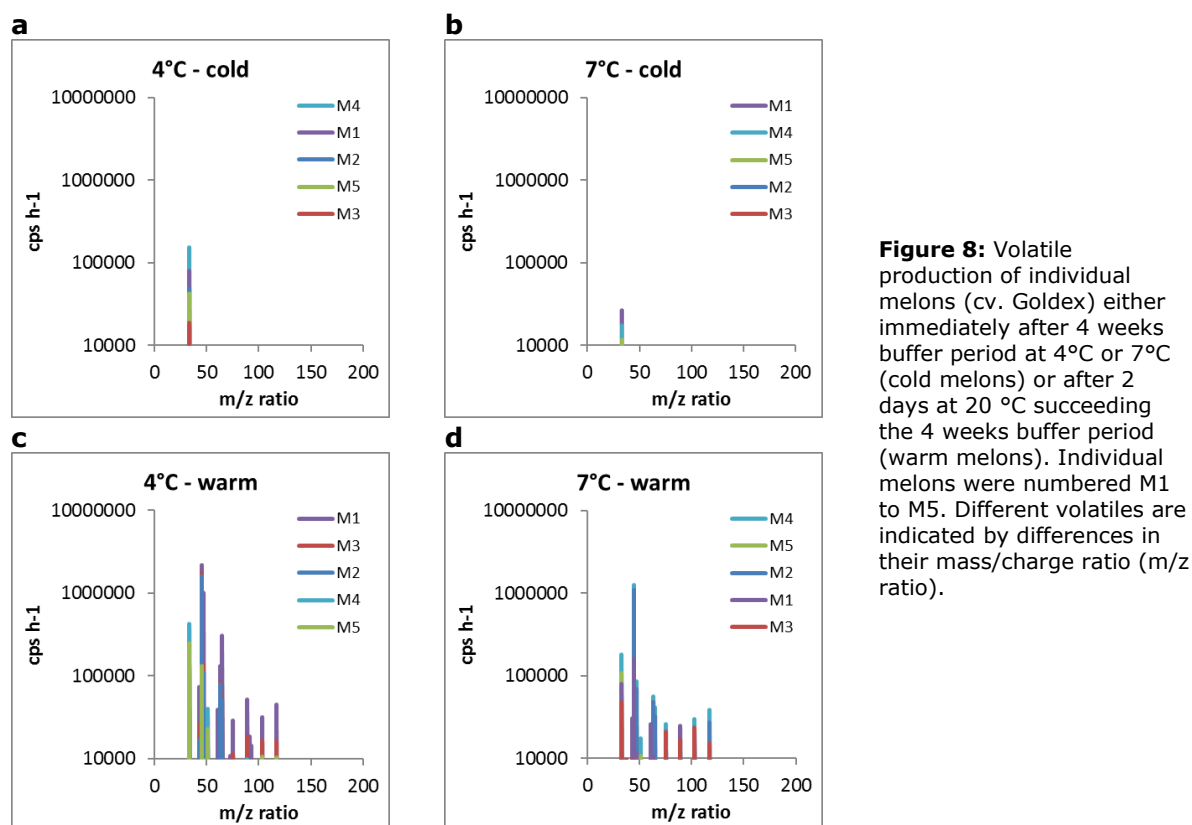 a
4°C - cold
10000000
1000000
100000
10000
cps h-1
0 50 100 150 200
m/z ratio
M4
M1
M2
M5
M3
b
7°C - cold
10000000
1000000
100000
10000
cps h-1
0 50 100 150 200
m/z ratio
M1
M4
M5
M2
M3
c
4°C - warm
10000000
1000000
100000
10000
cps h-1
0 50 100 150 200
m/z ratio
M1
M3
M2
M4
M5
d
7°C - warm
10000000
1000000
100000
10000
cps h-1
0 50 100 150 200
m/z ratio
M4
M5
M2
M1
M3
Figure 8: Volatile
production of individual
melons (cv. Goldex) either
immediately after 4 weeks
buffer period at 4°C or 7°C
(cold melons) or after 2
days at 20 °C succeeding
the 4 weeks buffer period
(warm melons). Individual
melons were numbered M1
to M5. Different volatiles are
indicated by differences in
their mass/charge ratio (m/z
ratio).